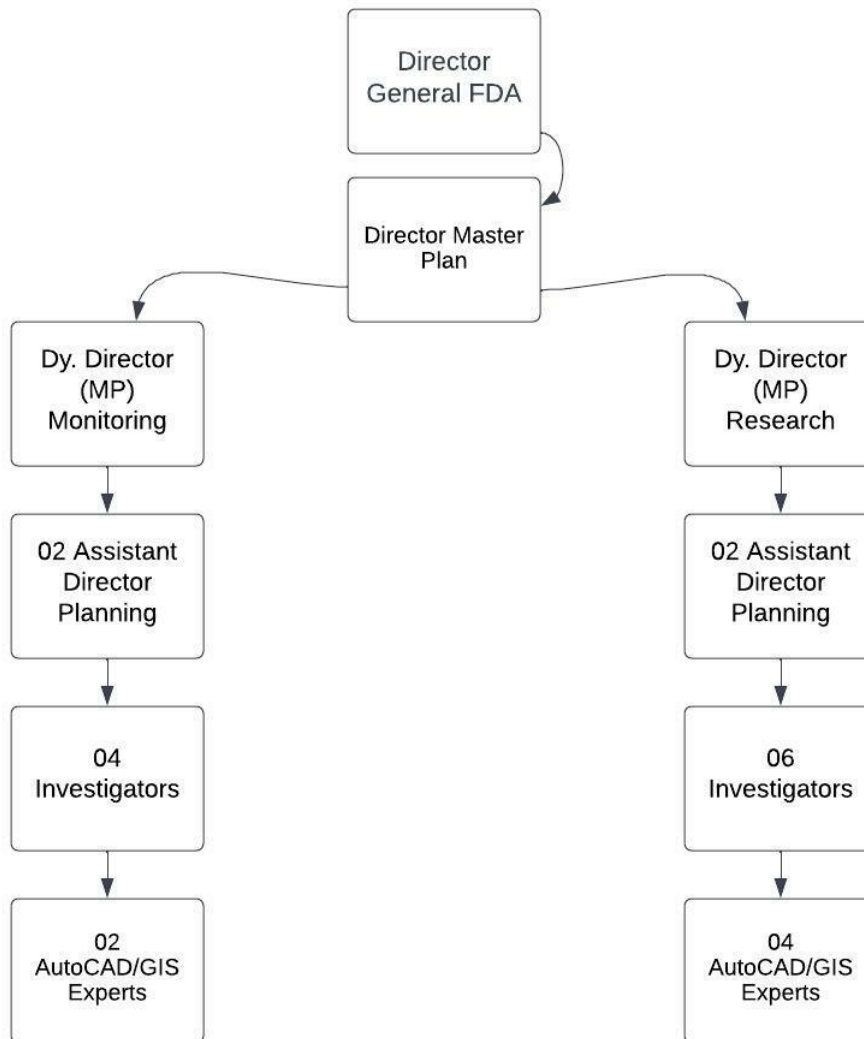 Director
General FDA
Director Master
Plan
Dy. Director
(MP)
Monitoring
Dy. Director
(MP)
Research
02 Assistant
Director
Planning
02 Assistant
Director
Planning
04
Investigators
06
Investigators
02
AutoCAD/GIS
Experts
04
AutoCAD/GIS
Experts